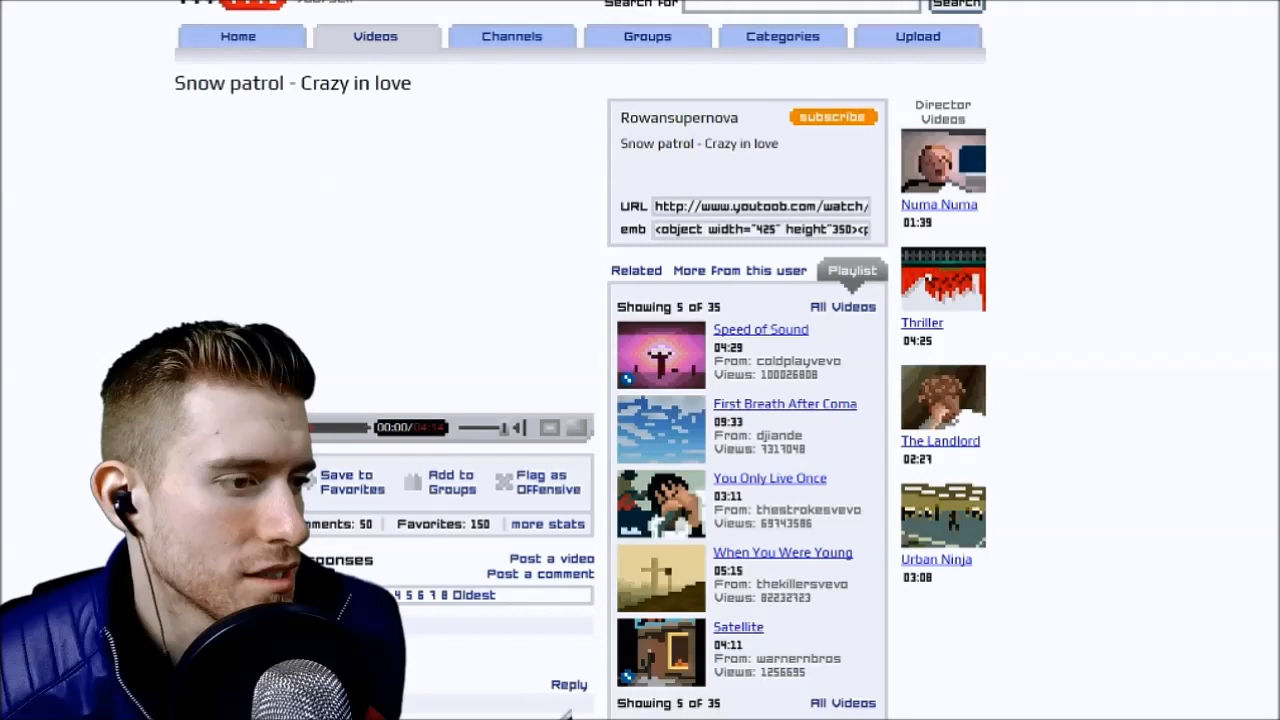 Search for
Search
Home
Videos
Channels
Groups
Categories
Upload
Snow patrol - Crazy in love
Rowansupernova
subscribe
Snow patrol - Crazy in love
URL http://www.youtoob.com/watch/
emb <object width="425" height"350><p
Related
More from this user
Playlist
Showing 5 of 35
All Videos
Speed of Sound
04:29
From: coldplayvevo
Views: 100026808
First Breath After Coma
09:33
From: djiande
Views: 7317048
You Only Live Once
03:11
From: thestrokesvevo
Views: 69743586
When You Were Young
05:15
From: thekillersvevo
Views: 82232723
Satellite
04:11
From: warnernbros
Views: 1256695
Showing 5 of 35
All Videos
Director
Videos
Numa Numa
01:39
Thriller
04:25
The Landlord
02:27
Urban Ninja
03:08
00:00/04:14
Save to
Favorites
Add to
Groups
Flag as
Offensive
mments: 50
Favorites: 150
more stats
ponses
Post a video
Post a comment
4 5 6 7 8 Oldest
Reply